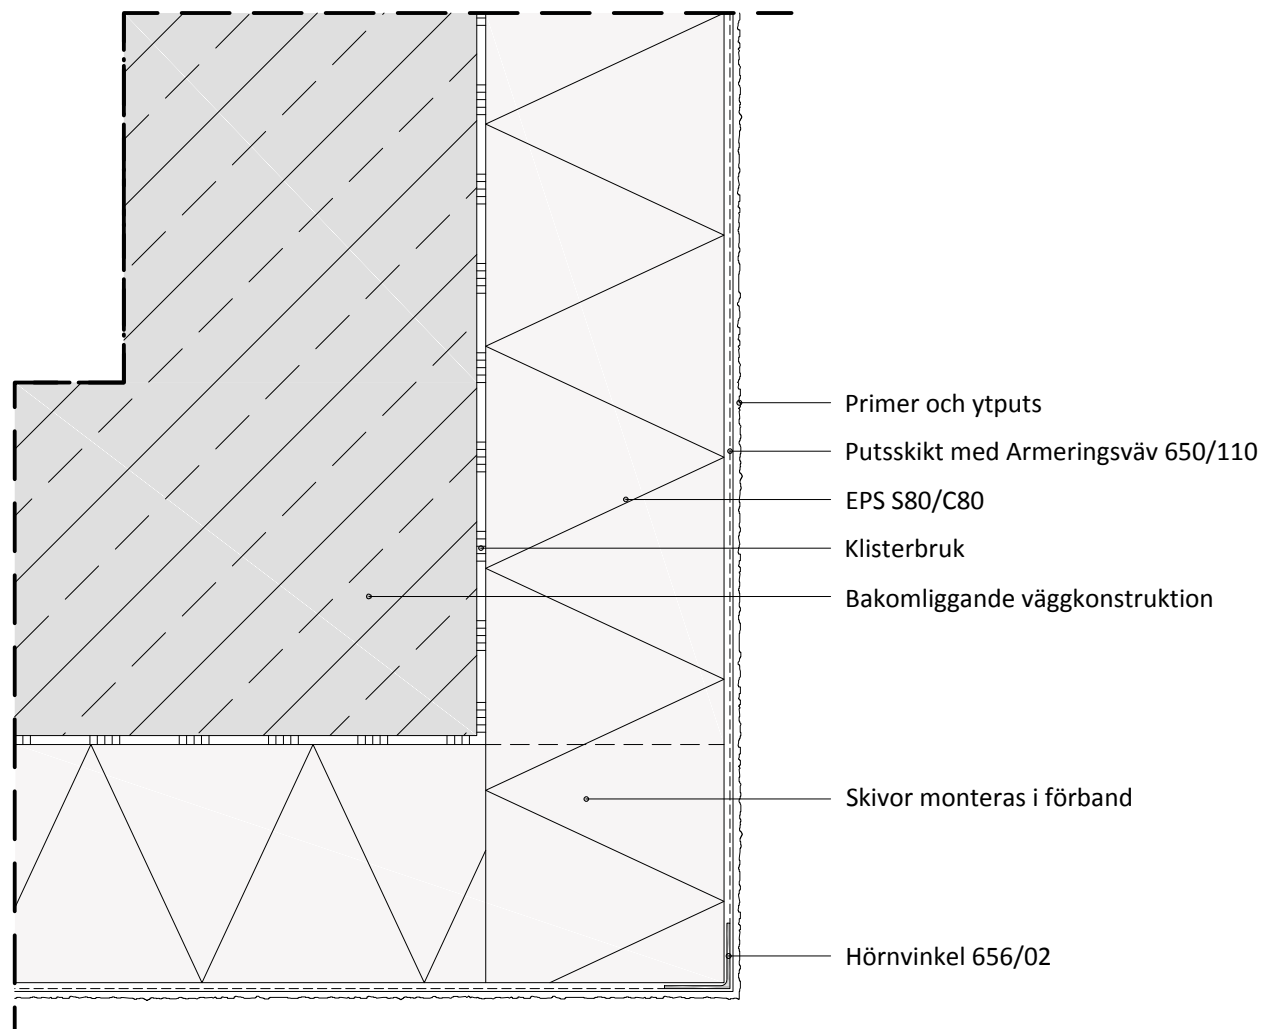 Primer och ytputs
Putsskikt med Armeringsväv 650/110
EPS S80/C80
Klisterbruk
Bakomliggande väggkonstruktion
Skivor monteras i förband
Hörnvinkel 656/02